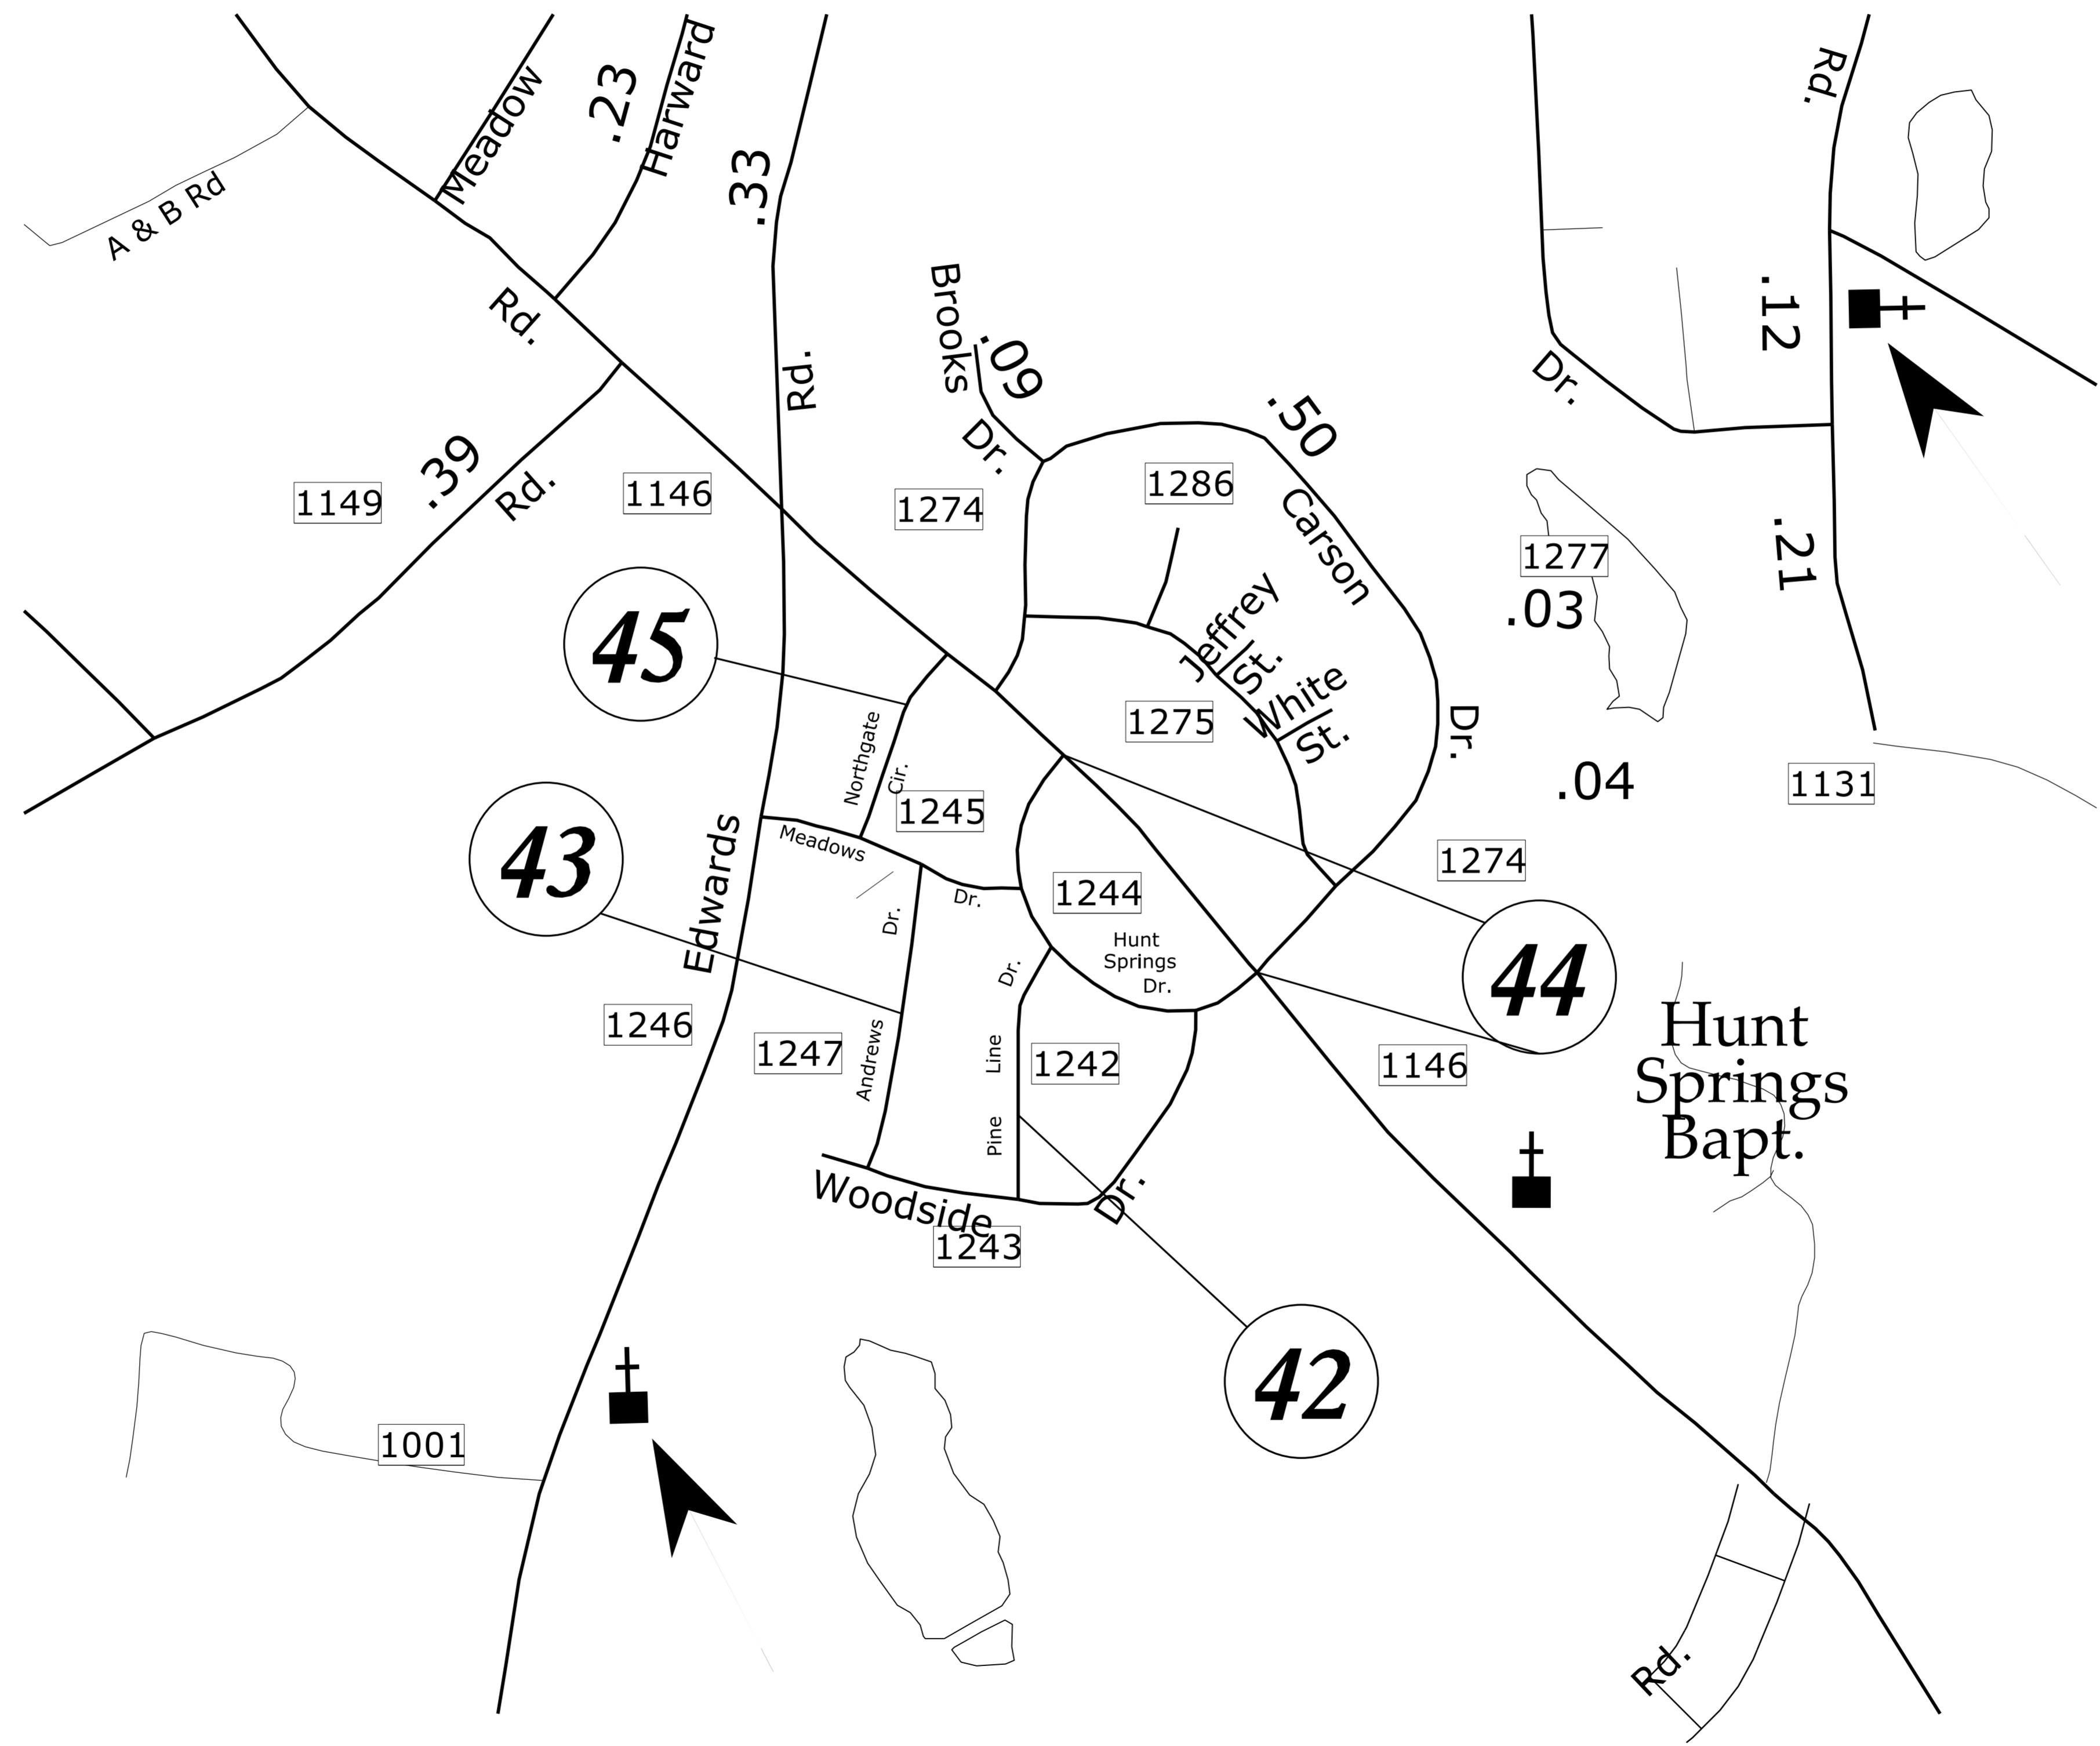 Meadow
.23
Harward
.33
Rd.
A & B Rd
Rd.
Rd.
Brooks
.09
Dr.
.50
.12
Dr.
.39
Rd.
1149
1146
1274
1286
Carson
1277
.03
.21
45
Jeffrey
St.
White
St.
1275
Dr.
.04
1131
Northgate
Cir.
1245
Meadows
Dr.
43
Edwards
Dr.
1244
1274
Hunt
Springs
Dr.
Dr.
44
1246
1247
Andrews
Line
Pine
1242
1146
Hunt
Springs
Bapt.
Woodside
Dr.
1243
42
1001
Rd.